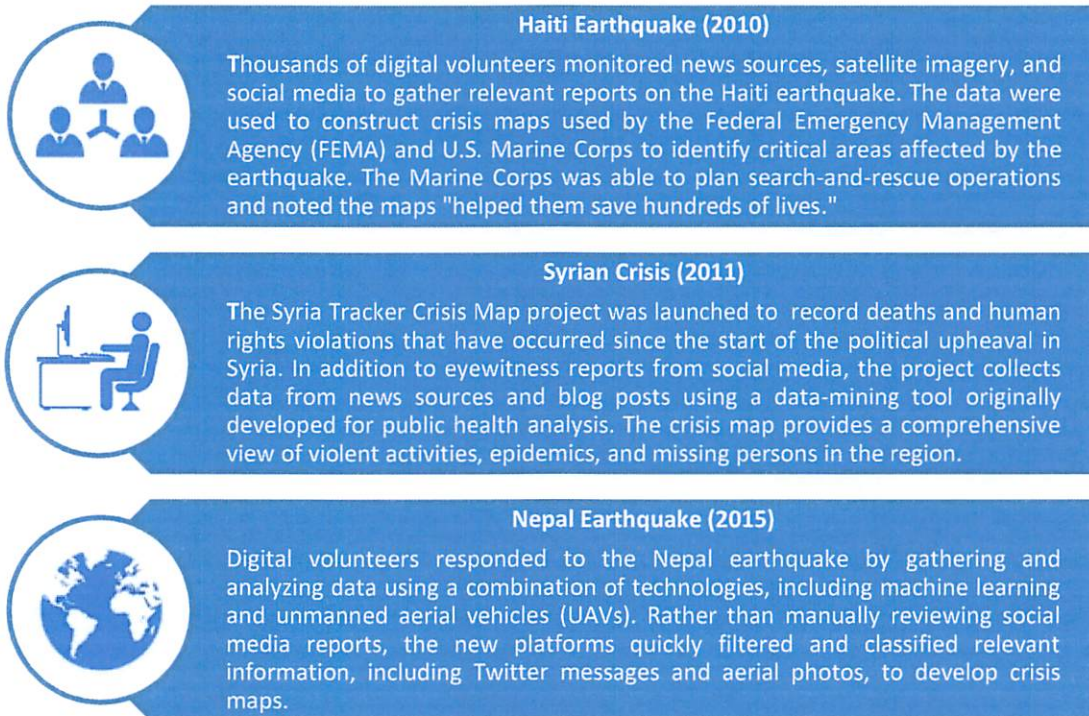 Haiti Earthquake (2010)
Thousands of digital volunteers monitored news sources, satellite imagery, and
social media to gather relevant reports on the Haiti earthquake. The data were
used to construct crisis maps used by the Federal Emergency Management
Agency (FEMA) and U.S. Marine Corps to identify critical areas affected by the
earthquake. The Marine Corps was able to plan search-and-rescue operations
and noted the maps "helped them save hundreds of lives."
Syrian Crisis (2011)
The Syria Tracker Crisis Map project was launched to record deaths and human
rights violations that have occurred since the start of the political upheaval in
Syria. In addition to eyewitness reports from social media, the project collects
data from news sources and blog posts using a data-mining tool originally
developed for public health analysis. The crisis map provides a comprehensive
view of violent activities, epidemics, and missing persons in the region.
Nepal Earthquake (2015)
Digital volunteers responded to the Nepal earthquake by gathering and
analyzing data using a combination of technologies, including machine learning
and unmanned aerial vehicles (UAVs). Rather than manually reviewing social
media reports, the new platforms quickly filtered and classified relevant
information, including Twitter messages and aerial photos, to develop crisis
maps.